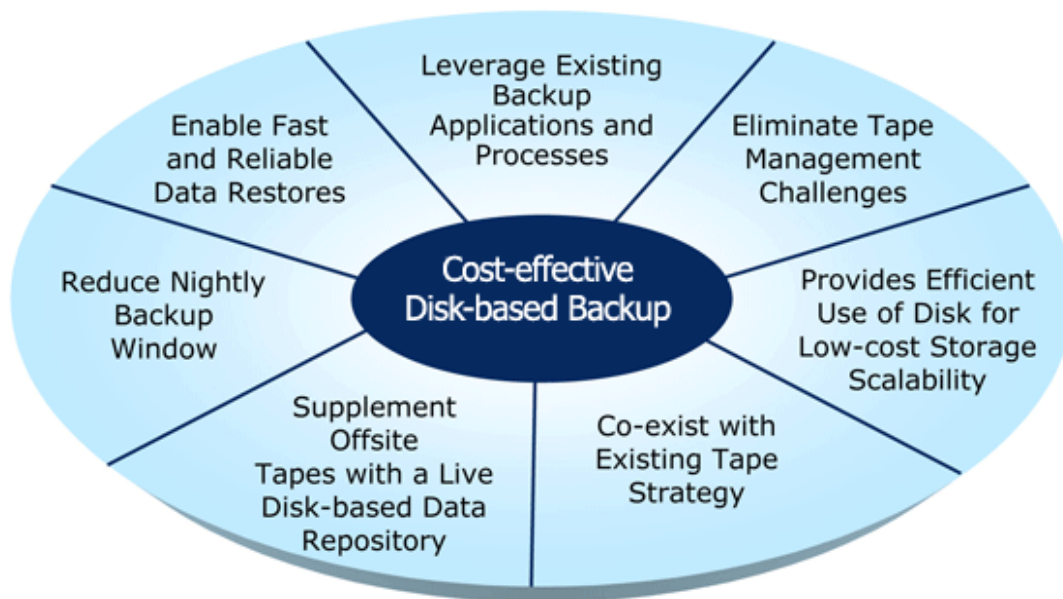 Leverage Existing
Backup
Applications and
Processes
Eliminate Tape
Management
Challenges
Provides Efficient
Use of Disk for
Low-cost Storage
Scalability
Co-exist with
Existing Tape
Strategy
Supplement
Offsite
Tapes with a Live
Disk-based Data
Repository
Reduce Nightly
Backup
Window
Enable Fast
and Reliable
Data Restores
Cost-effective
Disk-based Backup